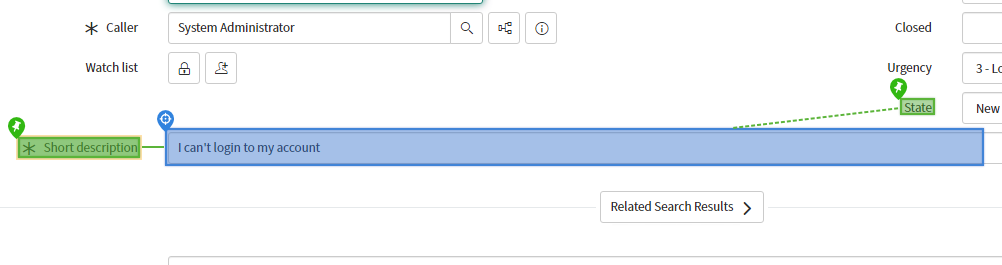 Caller System Administrator Closed
Watch list Urgency 3 - Lo
State New
Short description I can't login to my account
Related Search Results